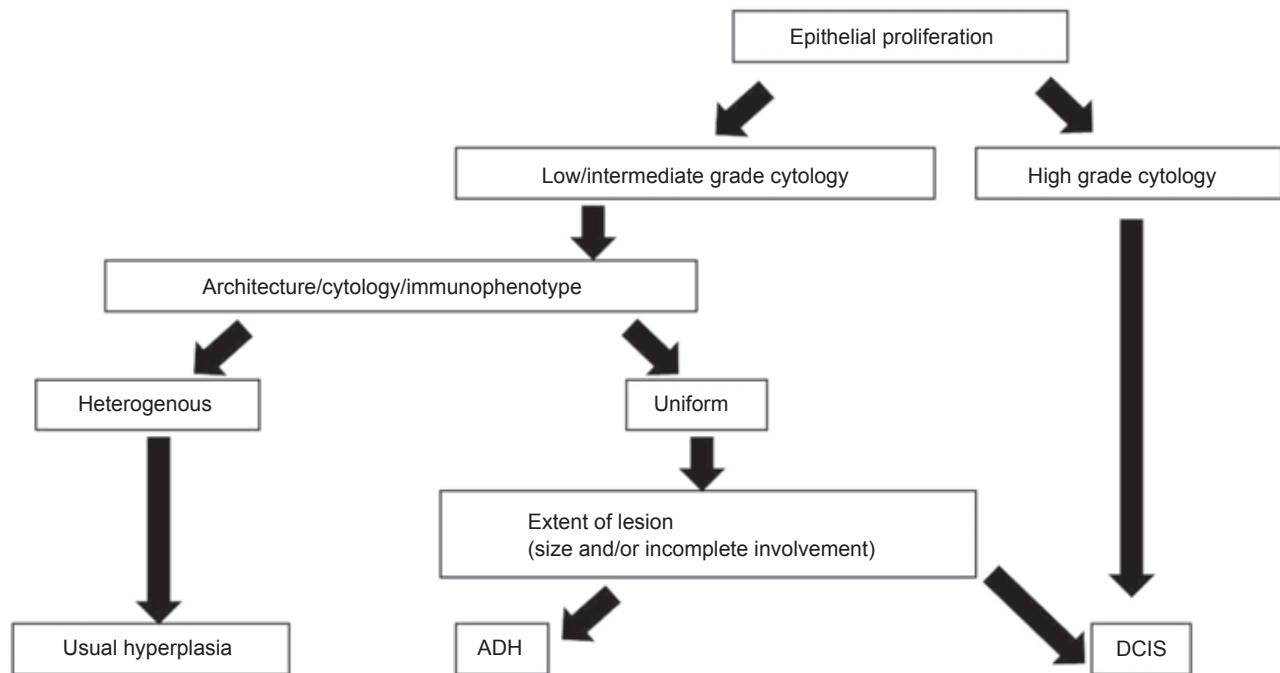 Epithelial proliferation
Low/intermediate grade cytology
High grade cytology
Architecture/cytology/immunophenotype
Heterogenous
Uniform
Extent of lesion
(size and/or incomplete involvement)
Usual hyperplasia
ADH
DCIS